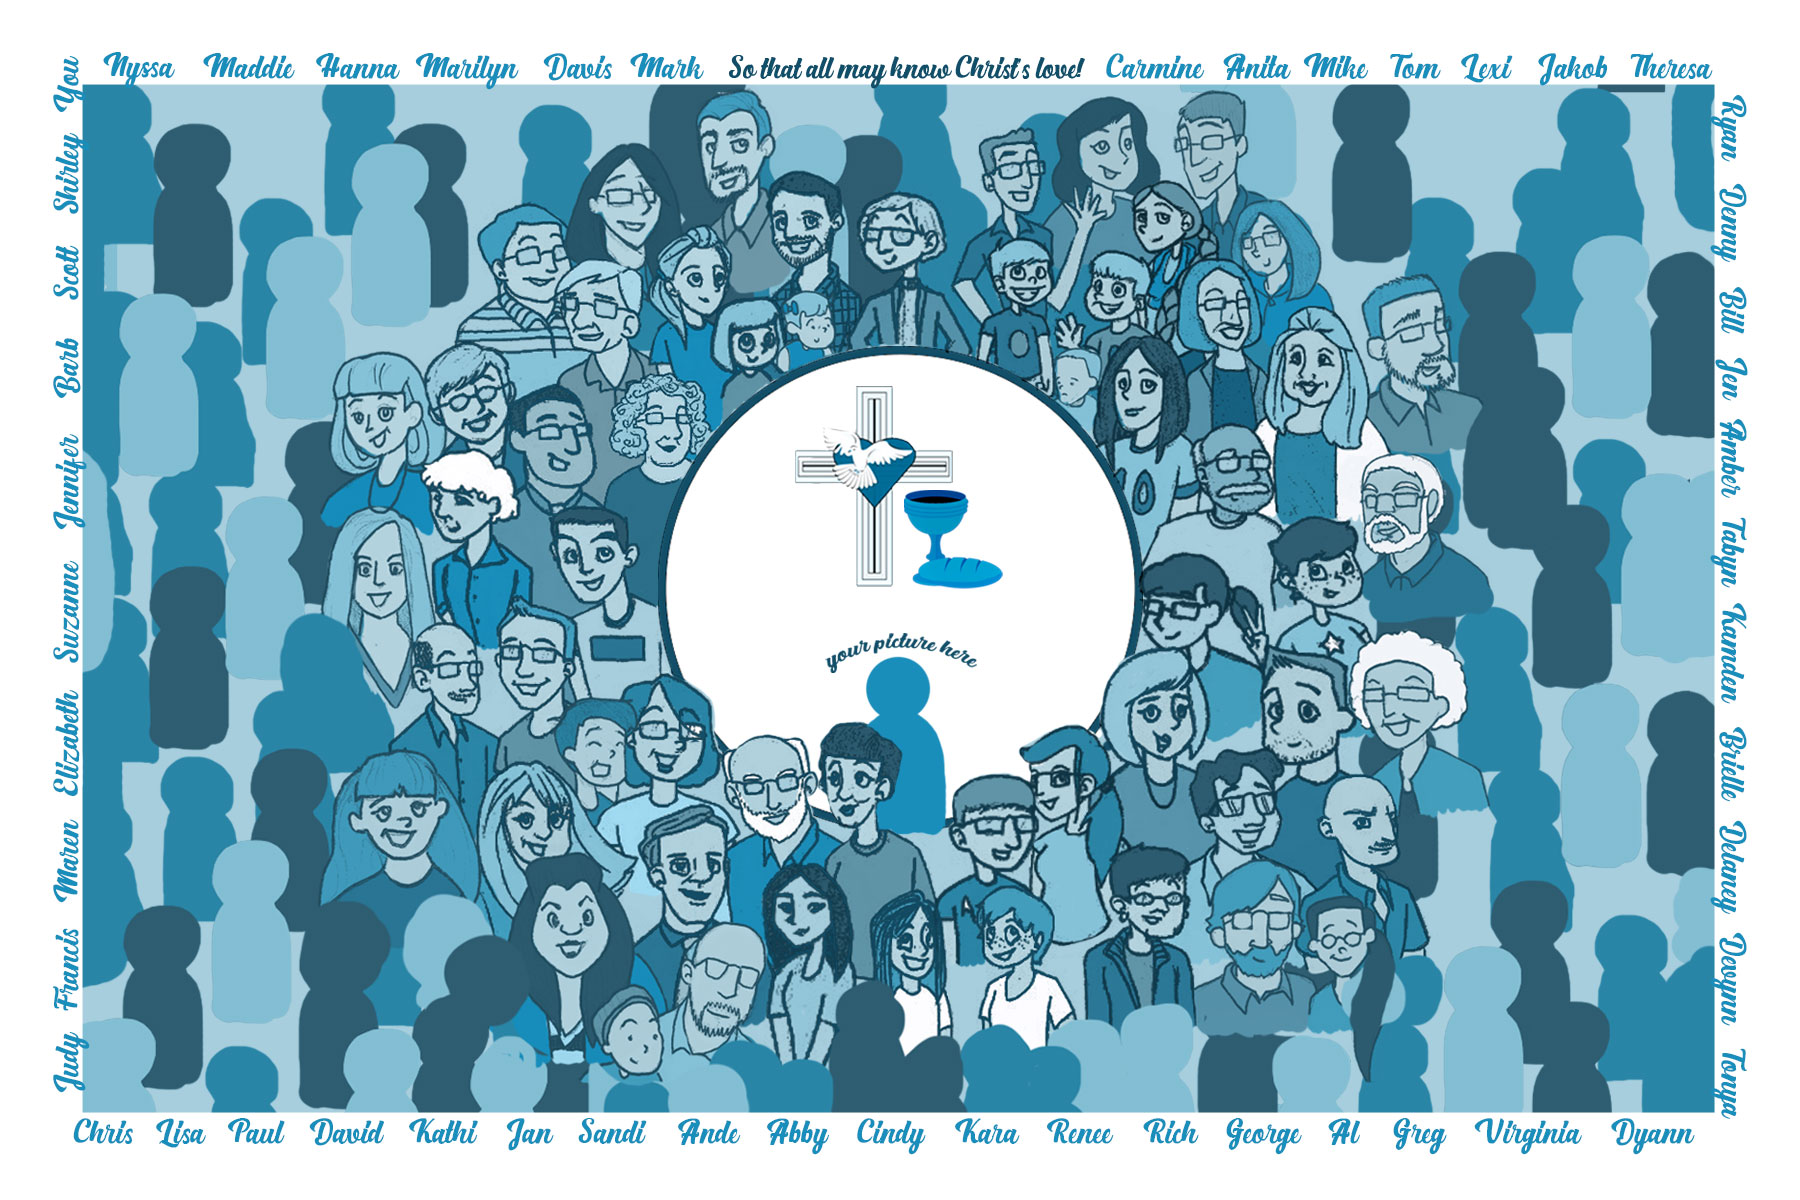 Nyssa Maddie Hanna Marilyn Davis Mark So that all may know Christ's love! Carmine Anita Mike Tom Lexi Jakob Theresa
Ryan Denny Bill Jen Amber Tabyn Kamden Brielle Delaney Devynn Tonya
your picture here
Chris Lisa Paul David Kathi Jan Sandi Ande Abby Cindy Kara Renee Rich George Al Greg Virginia Dyann
Judy Francis Maren Elizabeth Suzanne Jennifer Barb Scott Shirley You